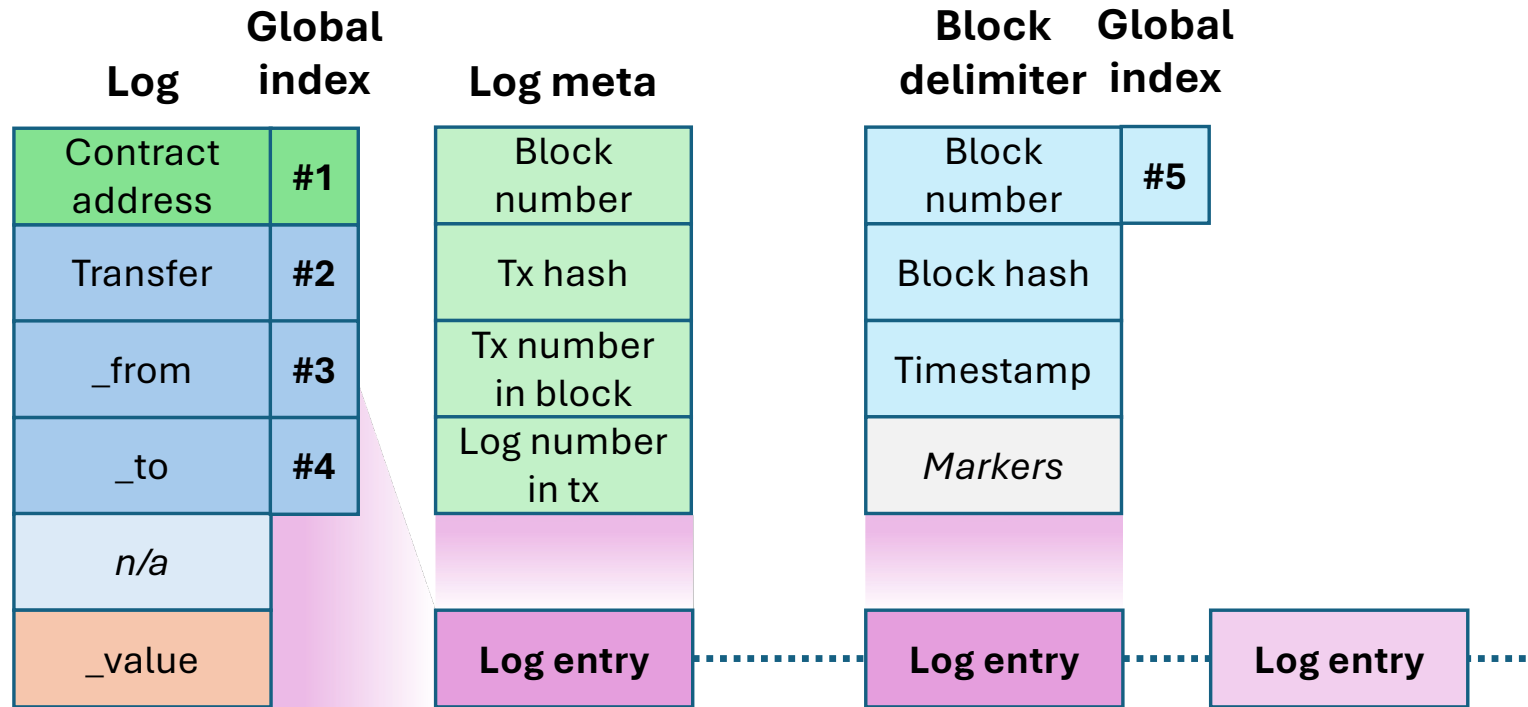 Log
Global
index
Log meta
Block
delimiter
Global
index
Contract
address
#1
Transfer
#2
_from
#3
_to
#4
n/a
_value
Block
number
Tx hash
Tx number
in block
Log number
in tx
Log entry
Block
number
#5
Block hash
Timestamp
Markers
Log entry
Log entry